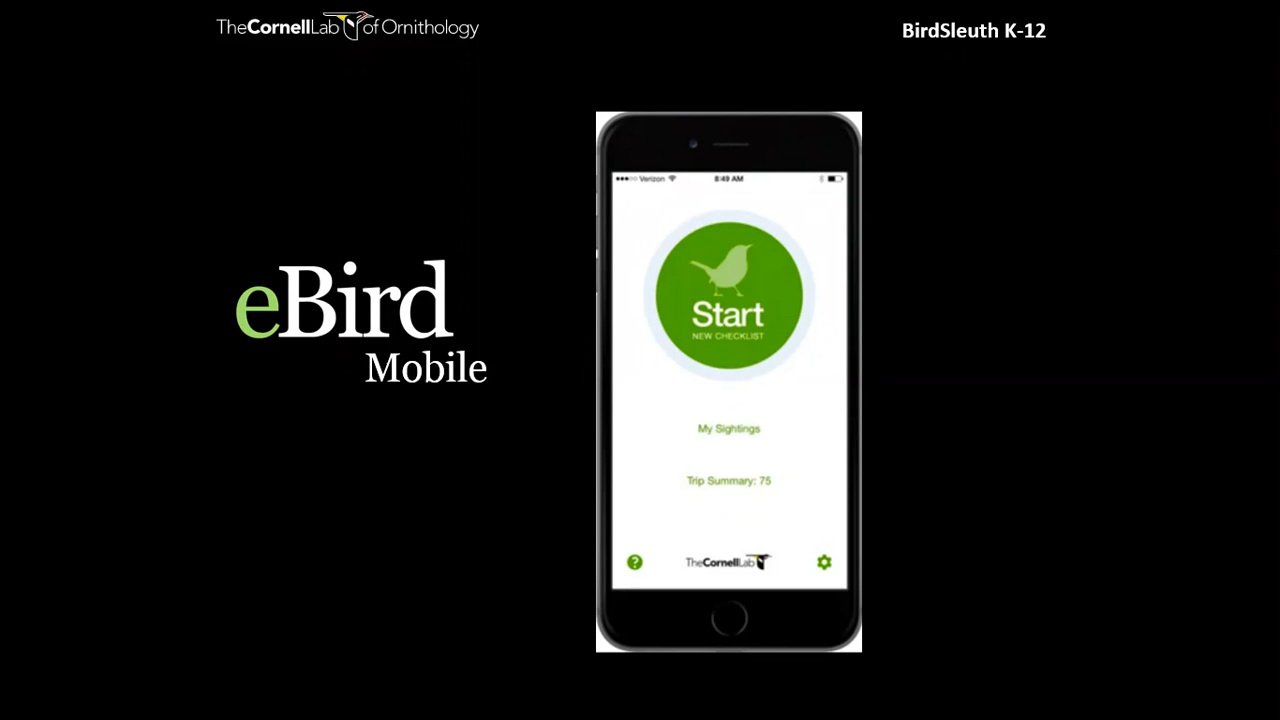 TheCornellLab of Ornithology
BirdSleuth K-12
eBird
Mobile
Verizon
8:49 AM
Start
NEW CHECKLIST
My Sightings
Trip Summary: 75
?
TheCornellLab